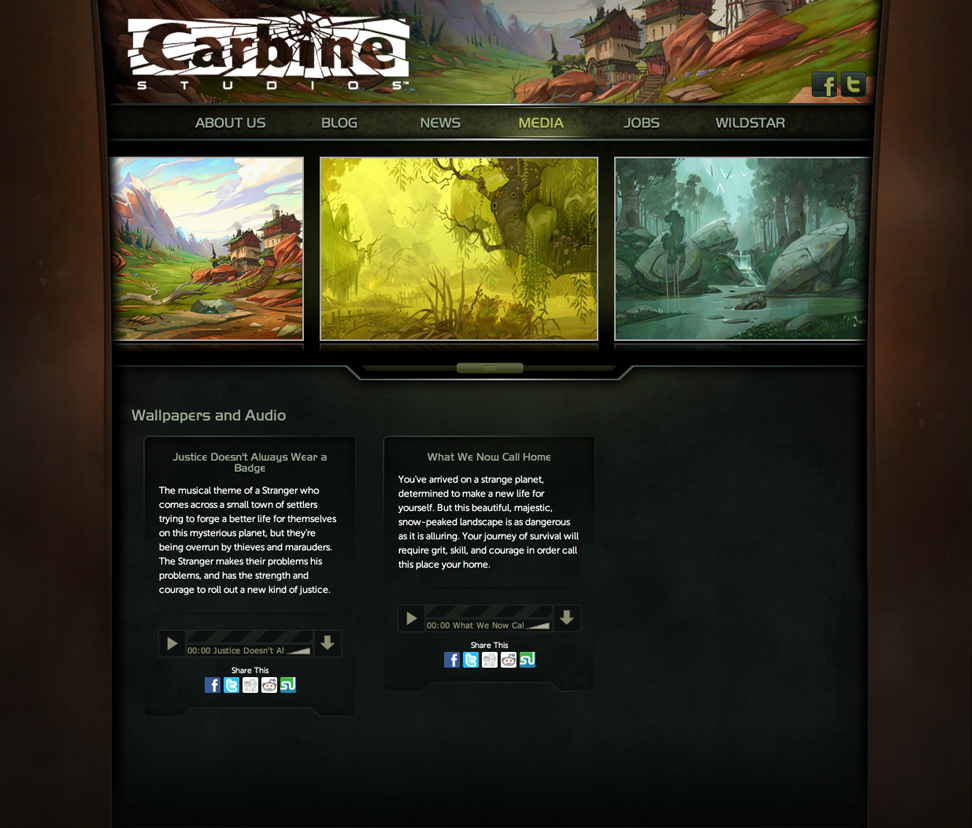 Carbine
STUDIOS™
ABOUT US BLOG NEWS MEDIA JOBS WILDSTAR
Wallpapers and Audio
Justice Doesn't Always Wear a
Badge
The musical theme of a Stranger who
comes across a small town of settlers
trying to forge a better life for themselves
on this mysterious planet, but they're
being overrun by thieves and marauders.
The Stranger makes their problems his
problems, and has the strength and
courage to roll out a new kind of justice.
00:00 Justice Doesn't Al
Share This
What We Now Call Home
You've arrived on a strange planet,
determined to make a new life for
yourself. But this beautiful, majestic,
snow-peaked landscape is as dangerous
as it is alluring. Your journey of survival will
require grit, skill, and courage in order call
this place your home.
00:00 What We Now Cal
Share This